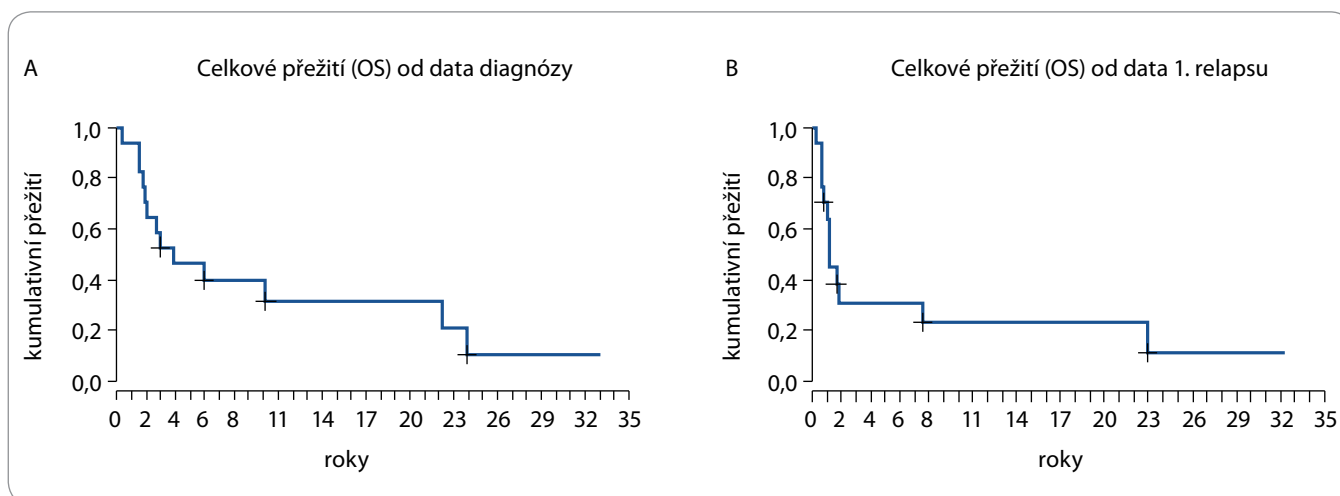 A Celkové přežití (OS) od data diagnózy
1,0
0,8
0,6
0,4
0,2
0,0
kumulativní přežití
0 2 4 6 8 11 14 17 20 23 26 29 32 35
roky
B Celkové přežití (OS) od data 1. relapsu
1,0
0,8
0,6
0,4
0,2
0,0
kumulativní přežití
0 2 4 6 8 11 14 17 20 23 26 29 32 35
roky